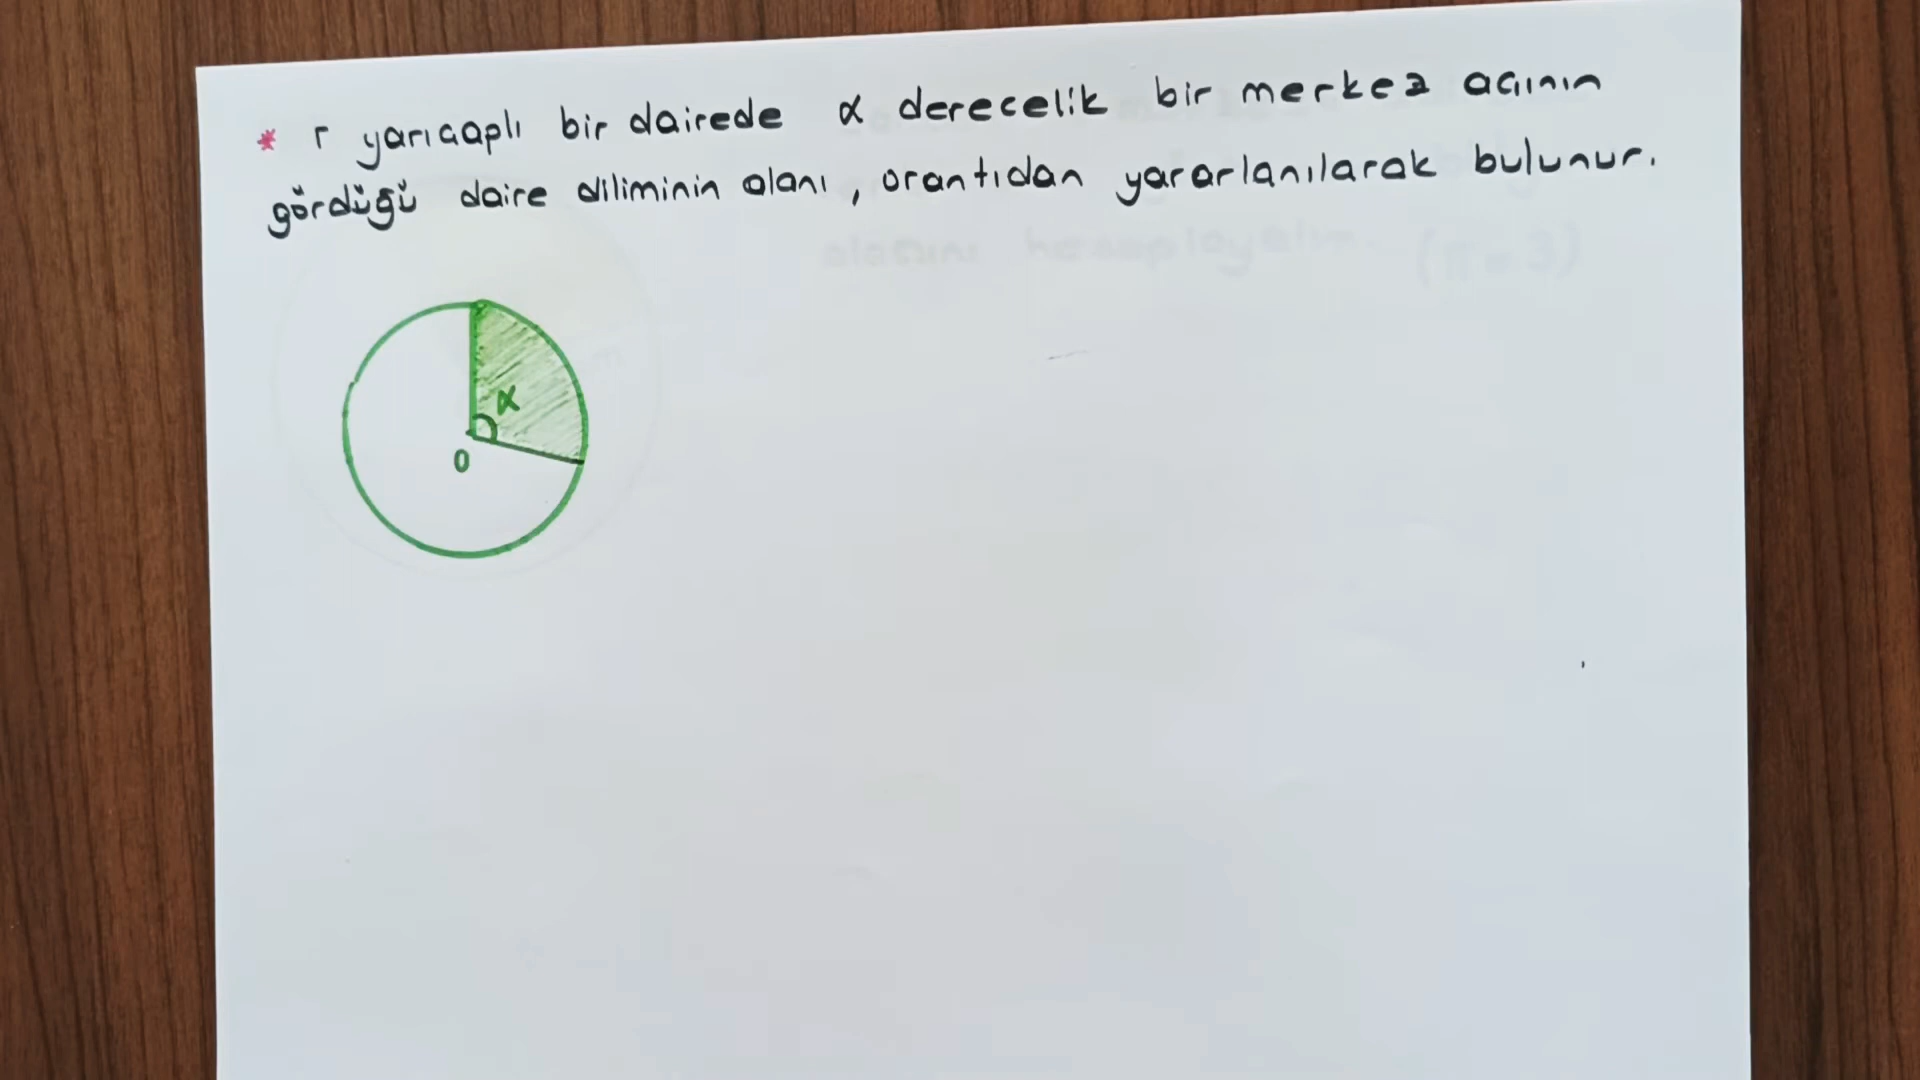 * r yarıçaplı bir dairede α derecelik bir merkez açının
gördüğü daire diliminin alanı, orantıdan yararlanılarak bulunur.
α
O